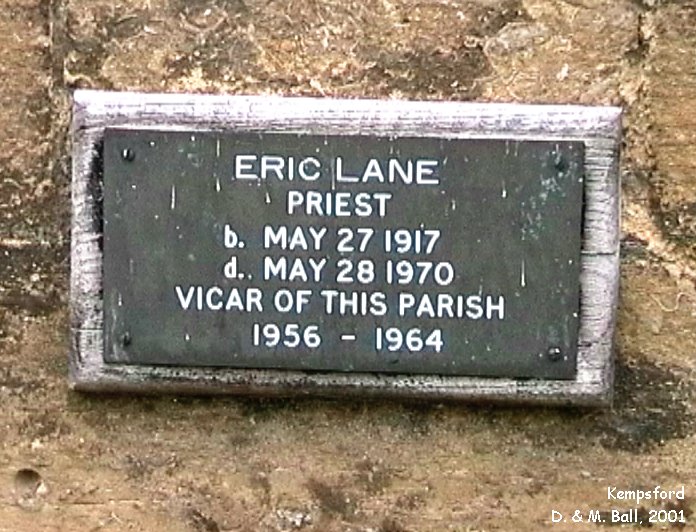 ERIC LANE
PRIEST
b. MAY 27 1917
d. MAY 28 1970
VICAR OF THIS PARISH
1956 - 1964
Kempsford
D. & M. Ball, 2001